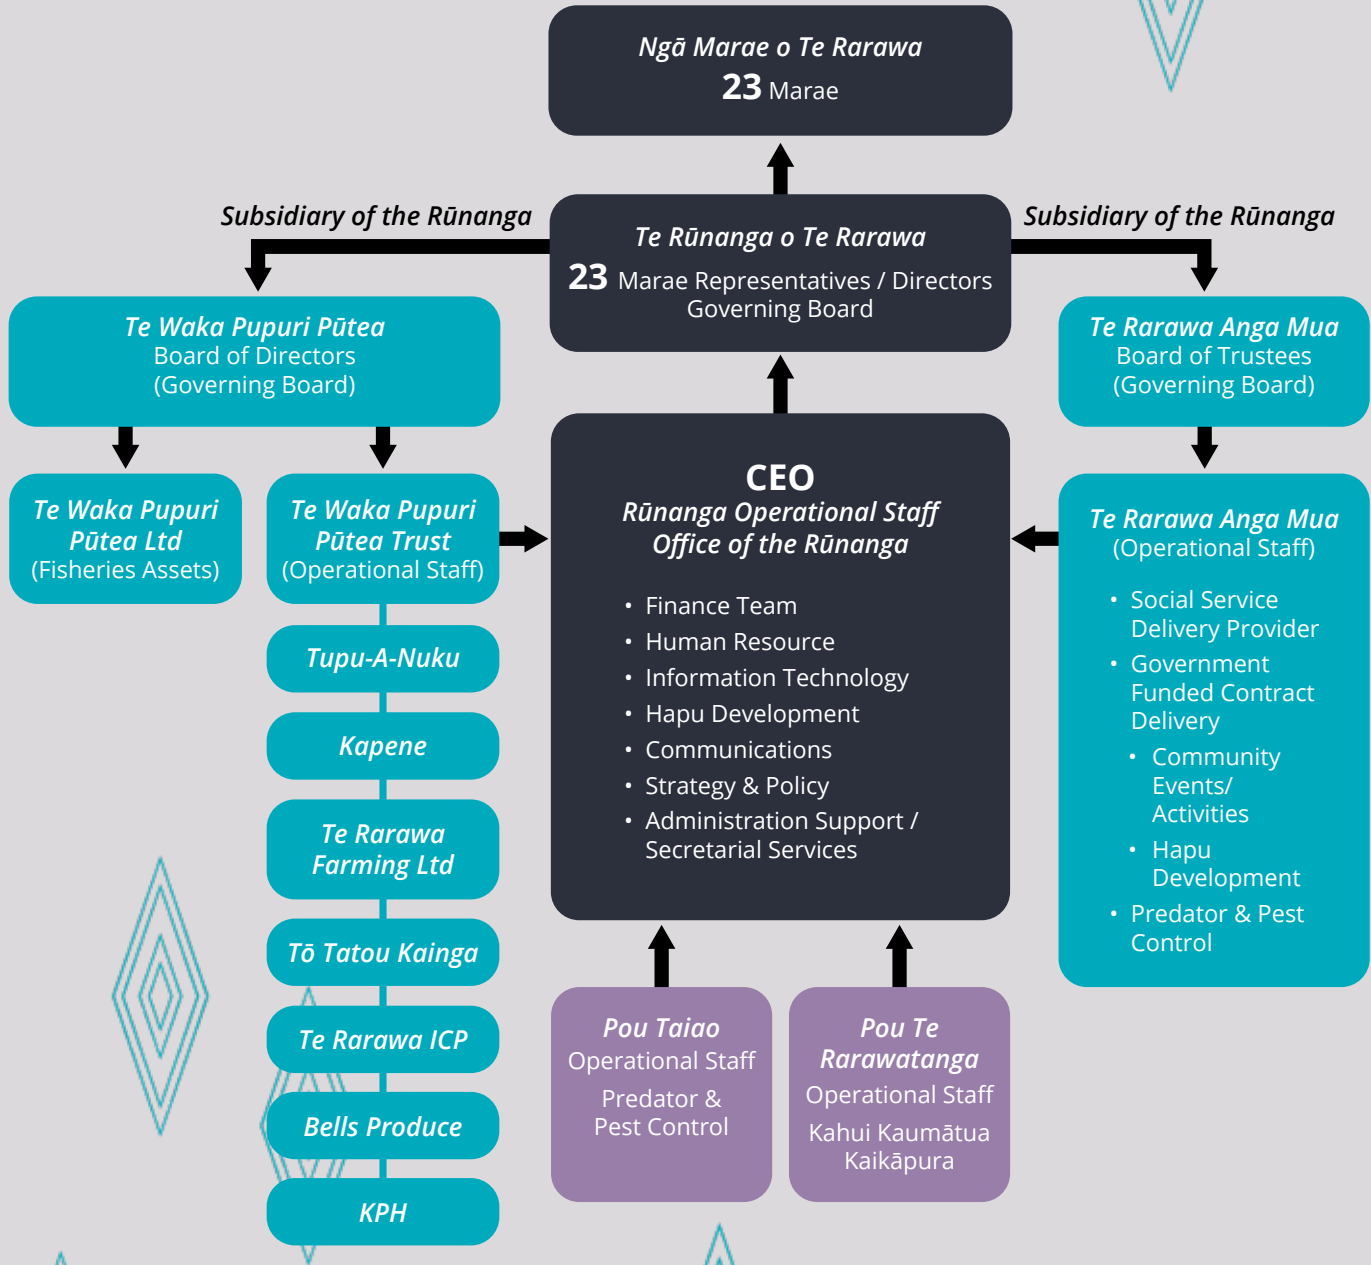 Ngā Marae o Te Rarawa
23 Marae
Subsidiary of the Rūnanga
Te Rūnanga o Te Rarawa
23 Marae Representatives / Directors
Governing Board
Subsidiary of the Rūnanga
Te Waka Pupuri Pūtea
Board of Directors
(Governing Board)
Te Rarawa Anga Mua
Board of Trustees
(Governing Board)
Te Waka Pupuri
Pūtea Ltd
(Fisheries Assets)
Te Waka Pupuri
Pūtea Trust
(Operational Staff)
Tupu-A-Nuku
Kapene
Te Rarawa
Farming Ltd
Tō Tatou Kainga
Te Rarawa ICP
Bells Produce
KPH
CEO
Rūnanga Operational Staff
Office of the Rūnanga
• Finance Team
• Human Resource
• Information Technology
• Hapu Development
• Communications
• Strategy & Policy
• Administration Support /
Secretarial Services
Te Rarawa Anga Mua
(Operational Staff)
• Social Service
Delivery Provider
• Government
Funded Contract
Delivery
• Community
Events/
Activities
• Hapu
Development
• Predator & Pest
Control
Pou Taiao
Operational Staff
Predator &
Pest Control
Pou Te
Rarawatanga
Operational Staff
Kahui Kaumātua
Kaikāpura